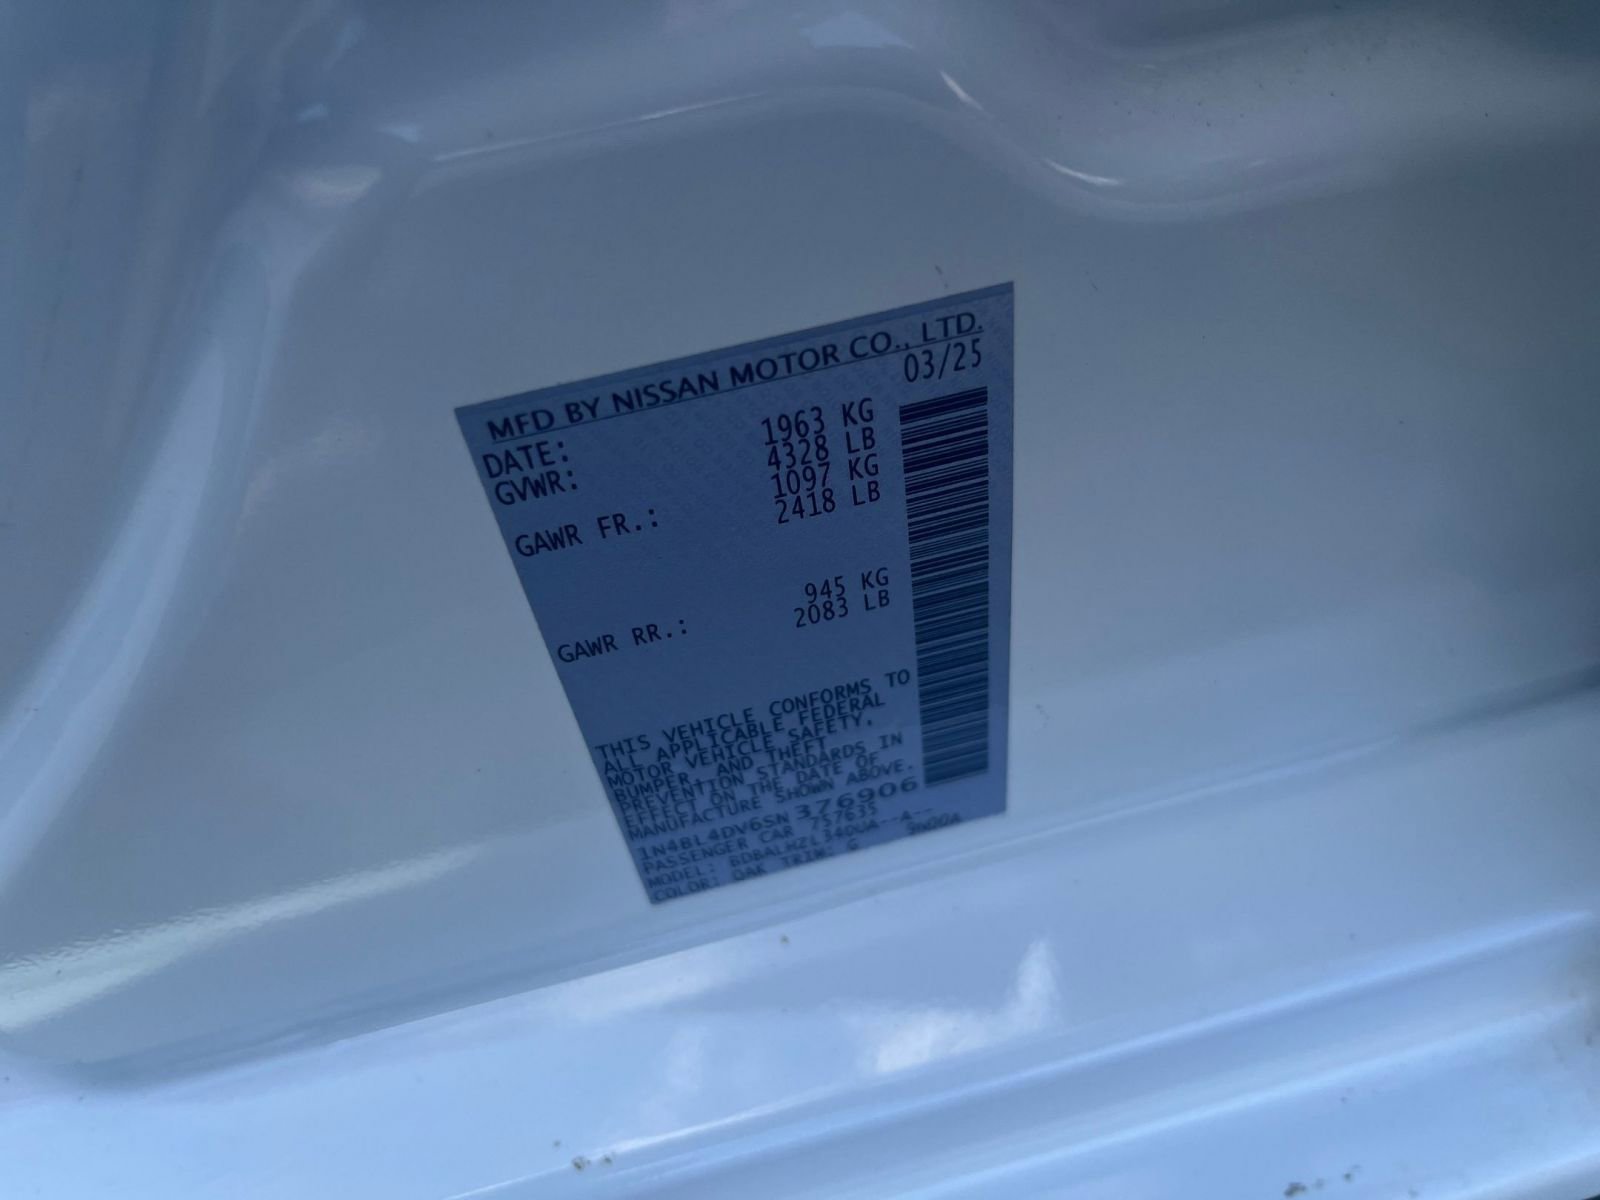 MFD BY NISSAN MOTOR CO., LTD.
DATE: 03/25
GVWR: 1963 KG
4328 LB
GAWR FR.: 1097 KG
2418 LB
GAWR RR.: 945 KG
2083 LB
THIS VEHICLE CONFORMS TO
ALL APPLICABLE FEDERAL
MOTOR VEHICLE SAFETY,
BUMPER, AND THEFT
PREVENTION STANDARDS IN
EFFECT ON THE DATE OF
MANUFACTURE SHOWN ABOVE.
1N4BL4DV6SN376906
PASSENGER CAR 757635
MODEL:
COLOR: QAK TRIM: G